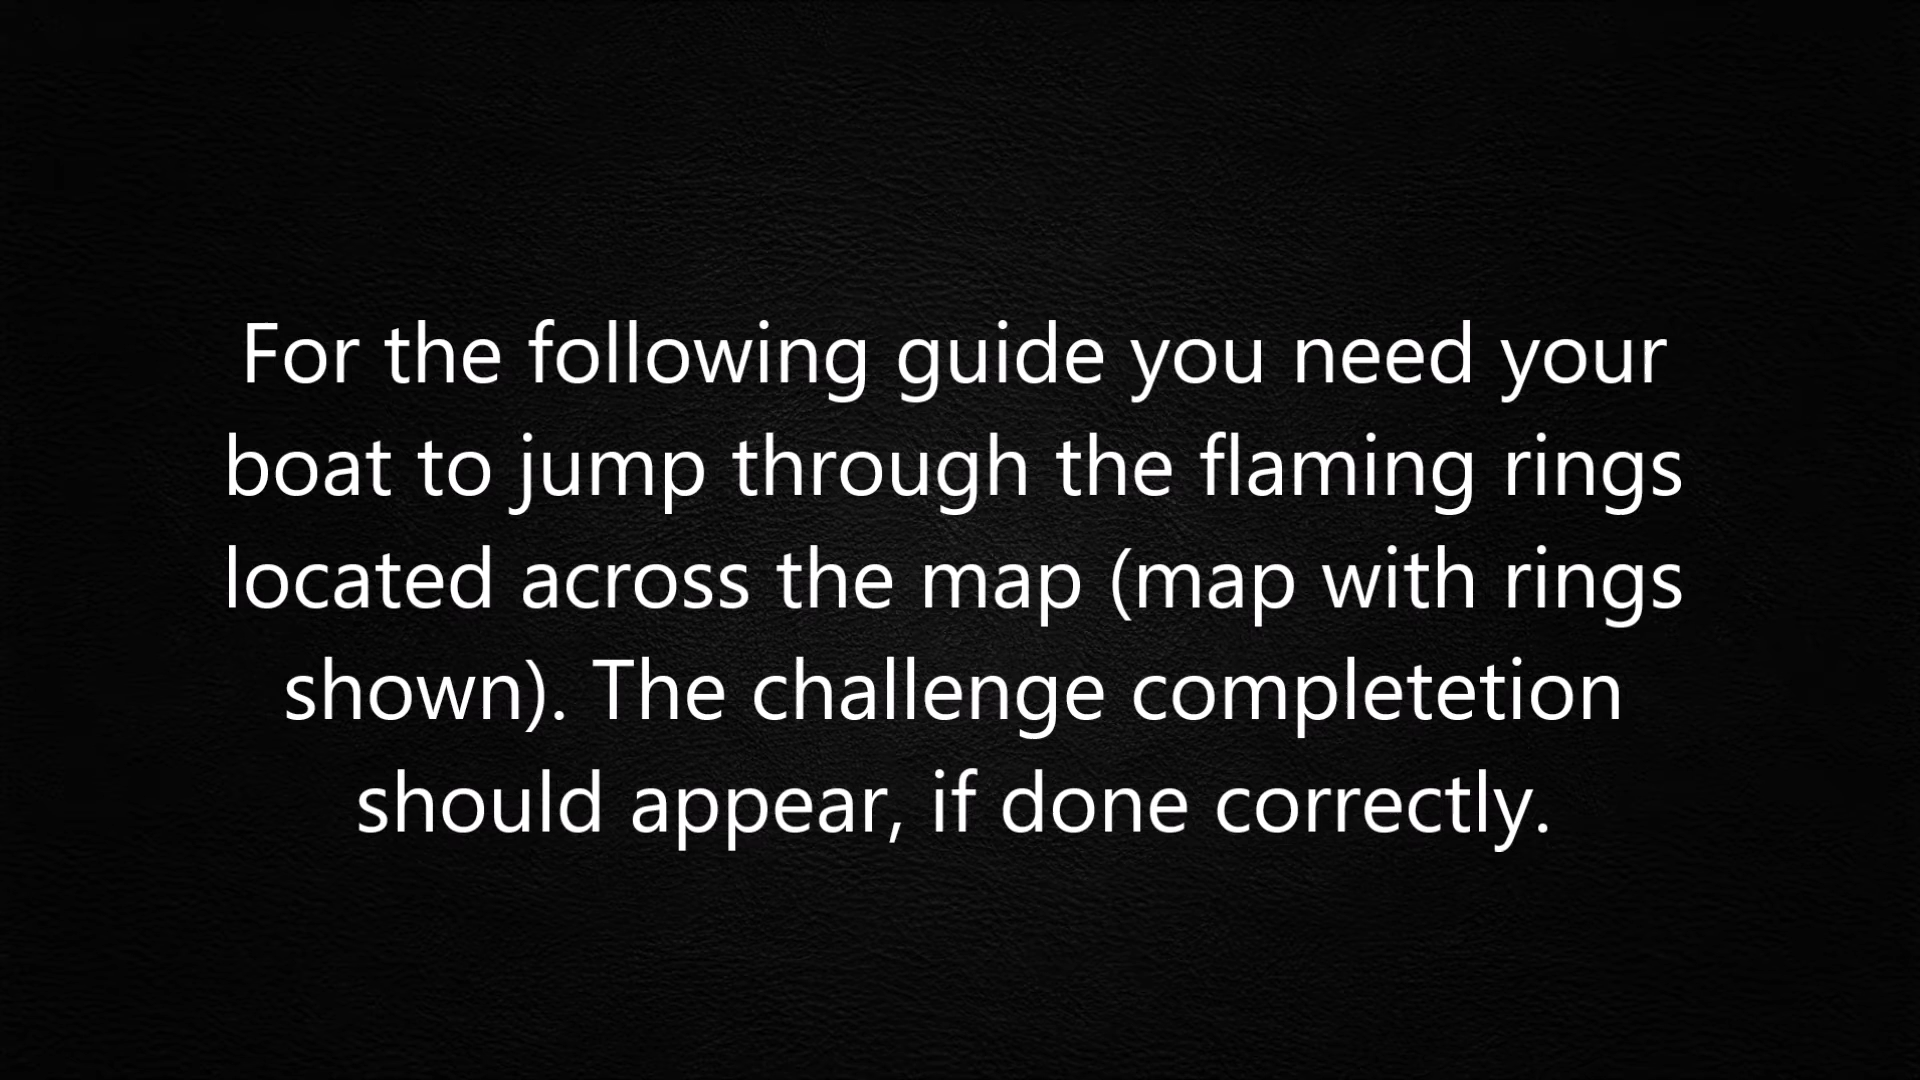 For the following guide you need your
boat to jump through the flaming rings
located across the map (map with rings
shown). The challenge completetion
should appear, if done correctly.